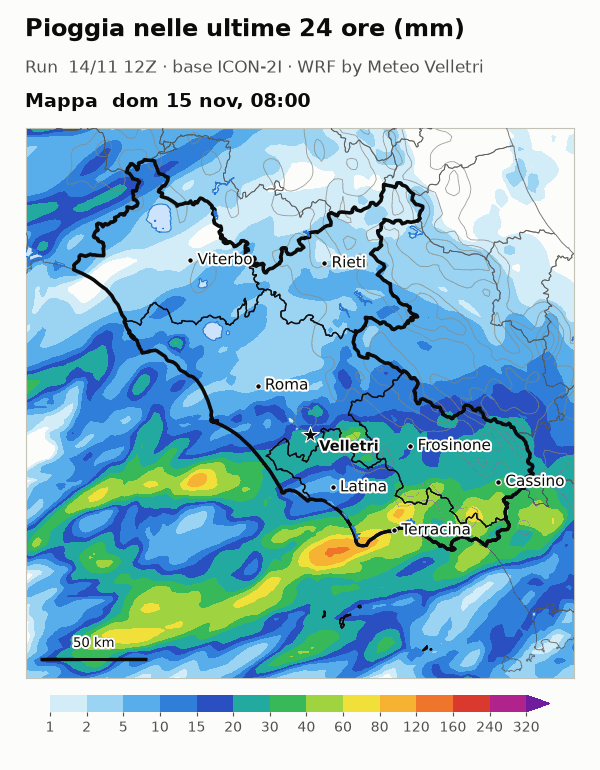 Pioggia nelle ultime 24 ore (mm)
Run  14/11 12Z · base ICON-2I · WRF by Meteo Velletri
Mappa  dom 15 nov, 08:00
Viterbo
Rieti
Roma
Velletri
Frosinone
Latina
Cassino
Terracina
50 km
1 2 5 10 15 20 30 40 60 80 120 160 240 320